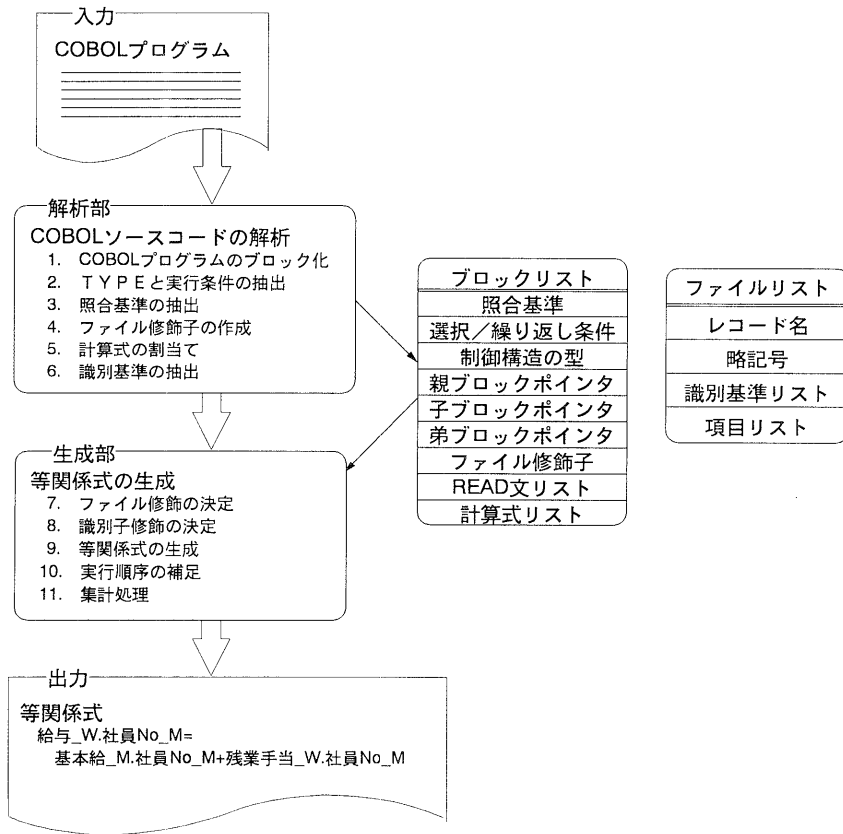 入力
COBOLプログラム
解析部
COBOLソースコードの解析
1. COBOLプログラムのブロック化
2. ＴＹＰＥと実行条件の抽出
3. 照合基準の抽出
4. ファイル修飾子の作成
5. 計算式の割当て
6. 識別基準の抽出
ブロックリスト
照合基準
選択／繰り返し条件
制御構造の型
親ブロックポインタ
子ブロックポインタ
弟ブロックポインタ
ファイル修飾子
READ文リスト
計算式リスト
ファイルリスト
レコード名
略記号
識別基準リスト
項目リスト
生成部
等関係式の生成
7. ファイル修飾の決定
8. 識別子修飾の決定
9. 等関係式の生成
10. 実行順序の補足
11. 集計処理
出力
等関係式
給与_W.社員No_M=
基本給_M.社員No_M+残業手当_W.社員No_M